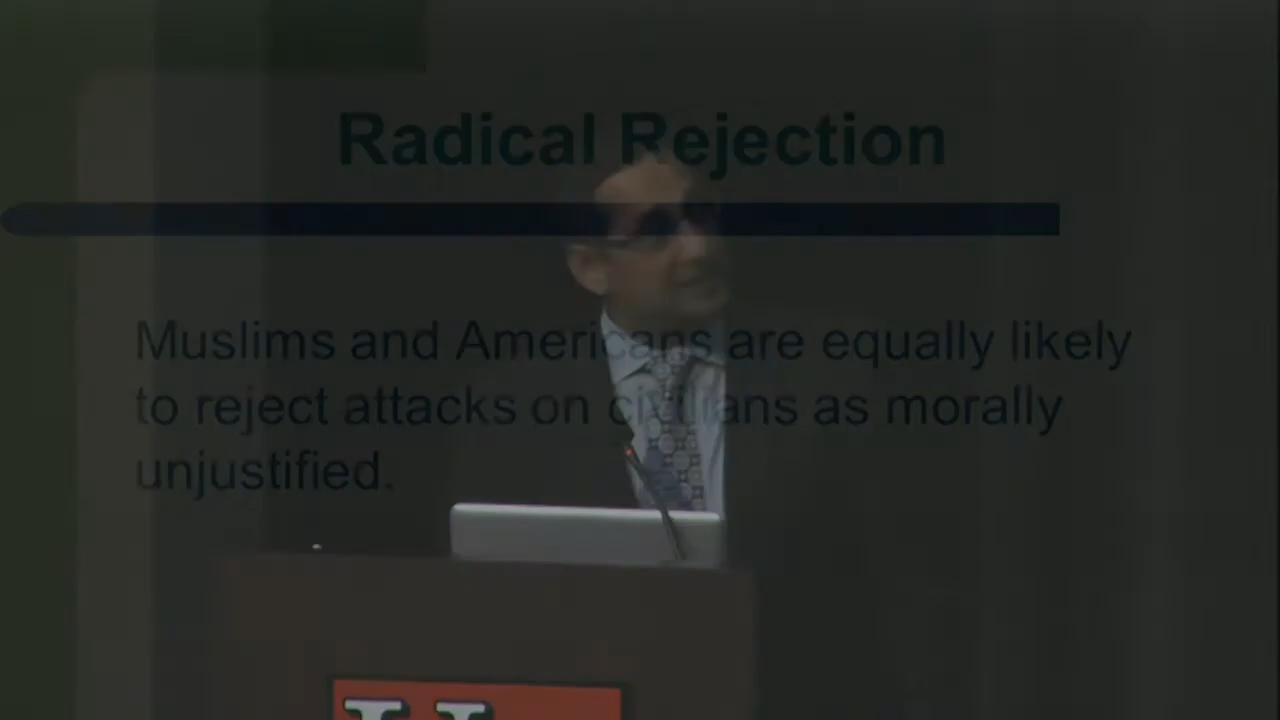 Radical Rejection
Muslims and Americans are equally likely
to reject attacks on civilians as morally
unjustified.